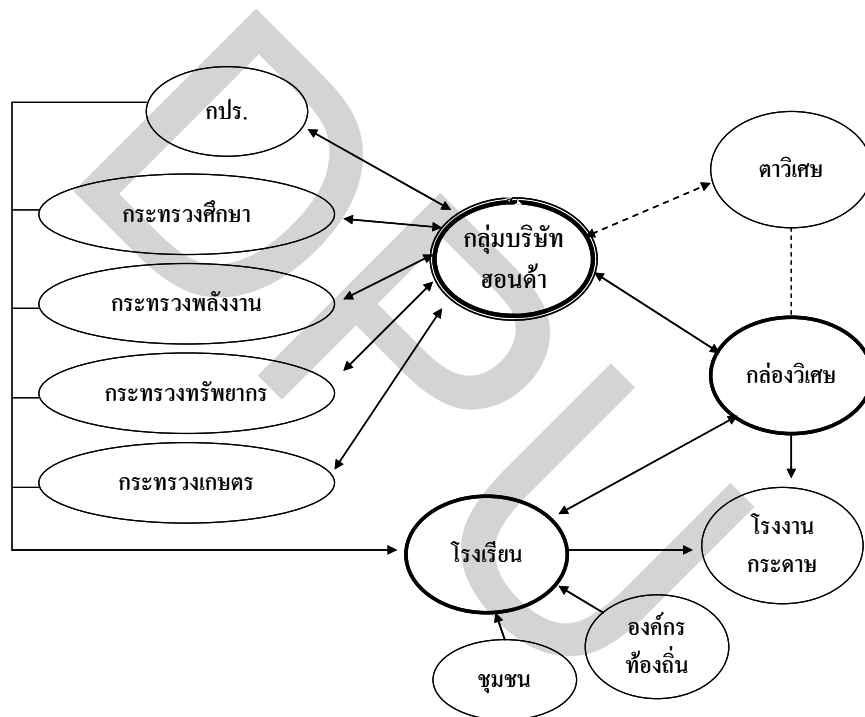 กปร.
กระทรวงศึกษา
กระทรวงพลังงาน
กระทรวงทรัพยากร
กระทรวงเกษตร
กลุ่มบริษัท
ฮอนด้า
ตาวิเศษ
กล่องวิเศษ
โรงเรียน
โรงงาน
กระดาษ
องค์กร
ท้องถิ่น
ชุมชน
DPU